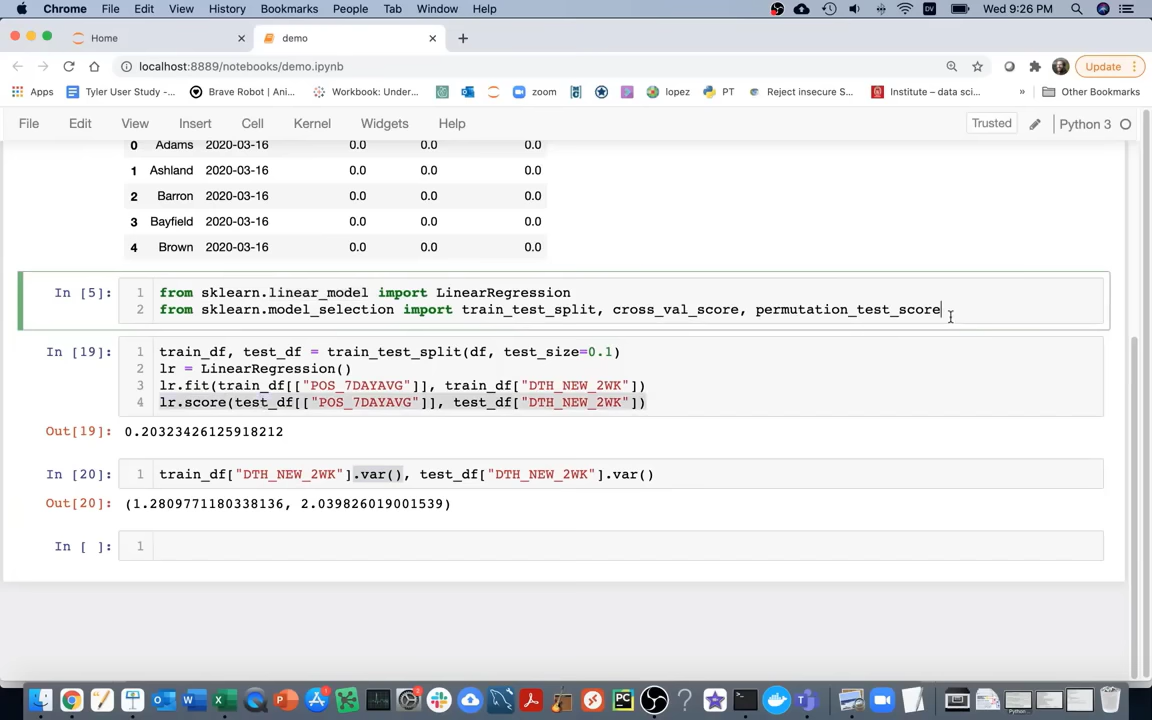 Chrome File Edit View History Bookmarks People Tab Window Help Wed 9:26 PM
Home demo
localhost:8889/notebooks/demo.ipynb Update
Apps Tyler User Study -... Brave Robot | Ani... Workbook: Under... zoom lopez PT Reject insecure S... Institute – data sci... » Other Bookmarks
File Edit View Insert Cell Kernel Widgets Help Trusted Python 3
0 Adams 2020-03-16 0.0 0.0 0.0
1 Ashland 2020-03-16 0.0 0.0 0.0
2 Barron 2020-03-16 0.0 0.0 0.0
3 Bayfield 2020-03-16 0.0 0.0 0.0
4 Brown 2020-03-16 0.0 0.0 0.0
In [5]: 1 from sklearn.linear_model import LinearRegression
2 from sklearn.model_selection import train_test_split, cross_val_score, permutation_test_score
In [19]: 1 train_df, test_df = train_test_split(df, test_size=0.1)
2 lr = LinearRegression()
3 lr.fit(train_df[["POS_7DAYAVG"]], train_df["DTH_NEW_2WK"])
4 lr.score(test_df[["POS_7DAYAVG"]], test_df["DTH_NEW_2WK"])
Out[19]: 0.20323426125918212
In [20]: 1 train_df["DTH_NEW_2WK"].var(), test_df["DTH_NEW_2WK"].var()
Out[20]: (1.2809771180338136, 2.039826019001539)
In [ ]: 1